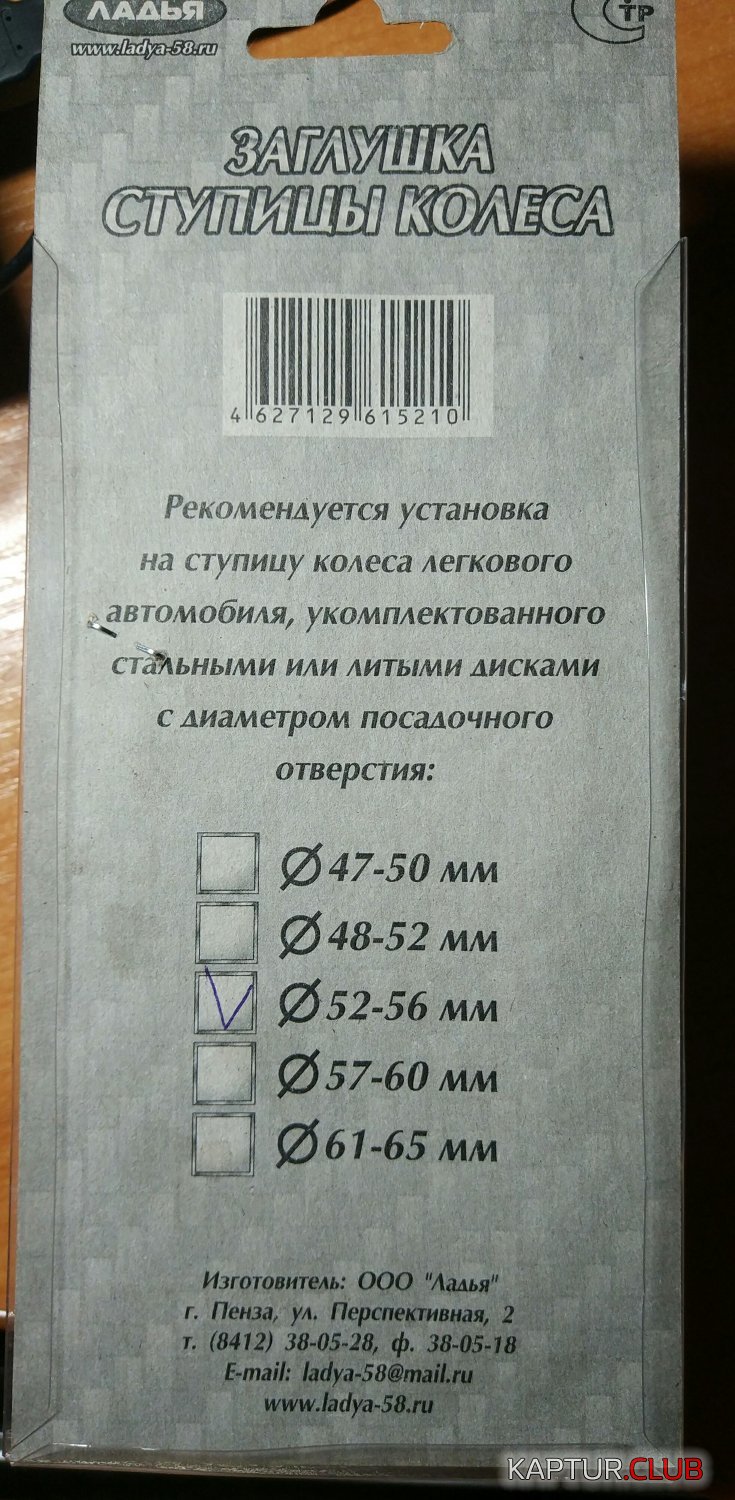 ЛАДЬЯ
www.ladya-58.ru
ТР
ЗАГЛУШКА
СТУПИЦЫ КОЛЕСА
4 627129 615210
Рекомендуется установка
на ступицу колеса легкового
автомобиля, укомплектованного
стальными или литыми дисками
с диаметром посадочного
отверстия:
Ø 47-50 мм
Ø 48-52 мм
Ø 52-56 мм
Ø 57-60 мм
Ø 61-65 мм
Изготовитель: ООО "Ладья"
г. Пенза, ул. Перспективная, 2
т. (8412) 38-05-28, ф. 38-05-18
E-mail: ladya-58@mail.ru
www.ladya-58.ru
KAPTUR.CLUB